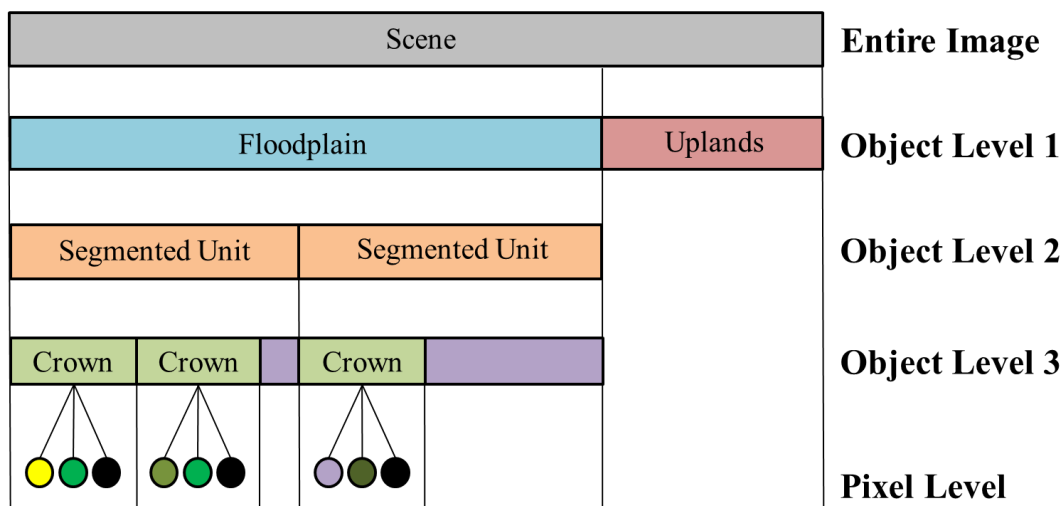 Scene
Entire Image
Floodplain
Uplands
Object Level 1
Segmented Unit
Segmented Unit
Object Level 2
Crown
Crown
Crown
Object Level 3
Pixel Level